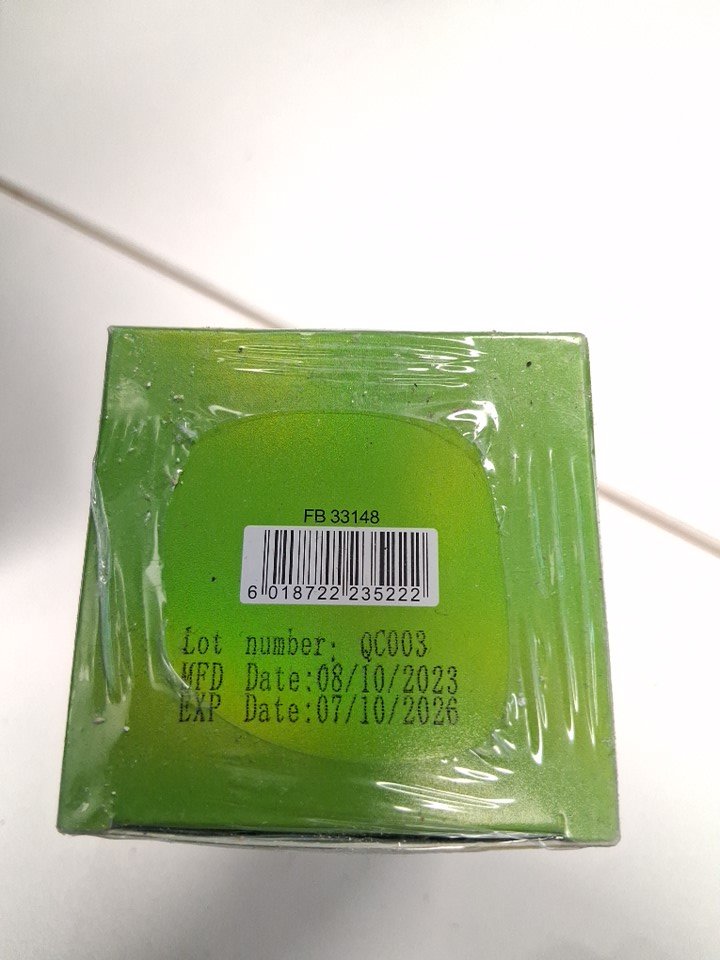 FB 33148
6 018722 235222
Lot number: QC003
MFD Date:08/10/2023
EXP Date:07/10/2026